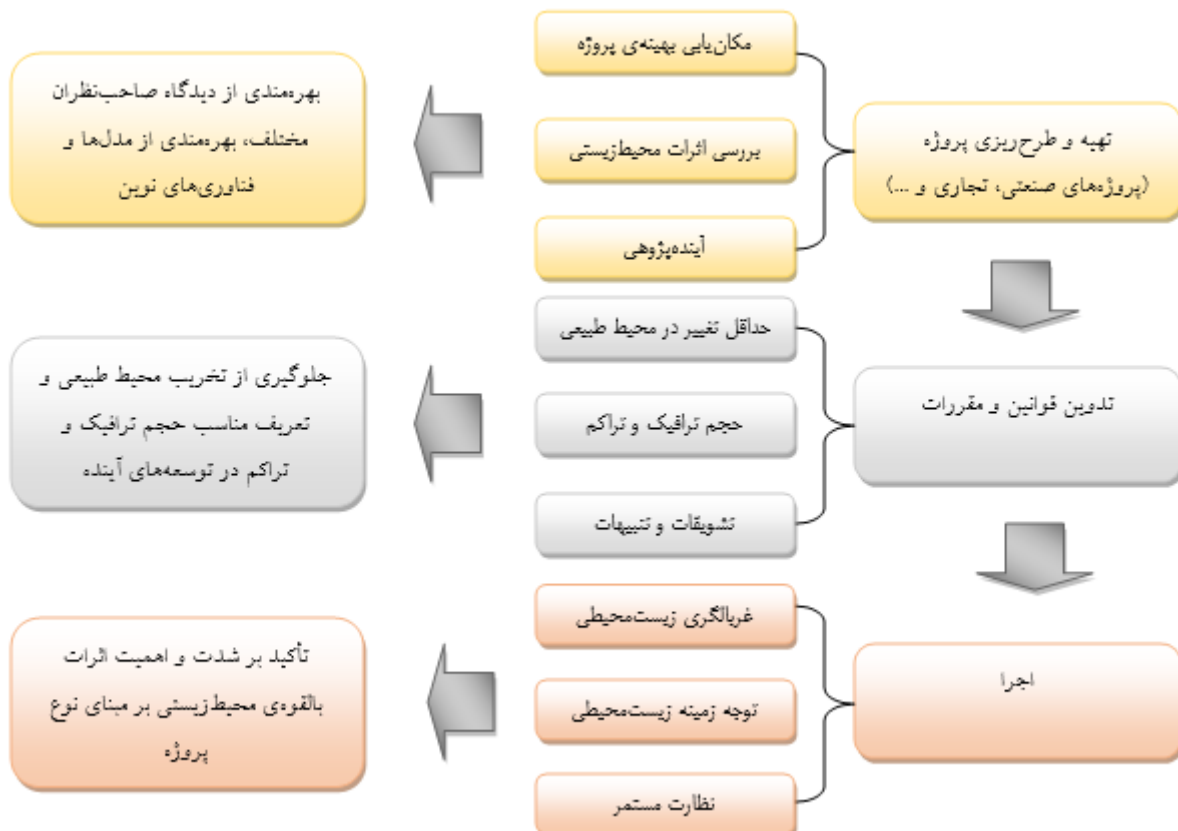 تهیه و طرح‌ریزی پروژه
(پروژه‌های صنعتی، تجاری و ...)
مکان‌یابی بهینه‌ی پروژه
بررسی اثرات محیط‌زیستی
آینده‌پژوهی
بهره‌مندی از دیدگاه صاحب‌نظران
مختلف، بهره‌مندی از مدل‌ها و
فناوری‌های نوین
تدوین قوانین و مقررات
حداقل تغییر در محیط طبیعی
حجم ترافیک و تراکم
تشویقات و تنبیهات
جلوگیری از تخریب محیط طبیعی و
تعریف مناسب حجم ترافیک و
تراکم در توسعه‌های آینده
اجرا
غربالگری زیست‌محیطی
توجه زمینه زیست‌محیطی
نظارت مستمر
تأکید بر شدت و اهمیت اثرات
بالقوه‌ی محیط‌زیستی بر مبنای نوع
پروژه